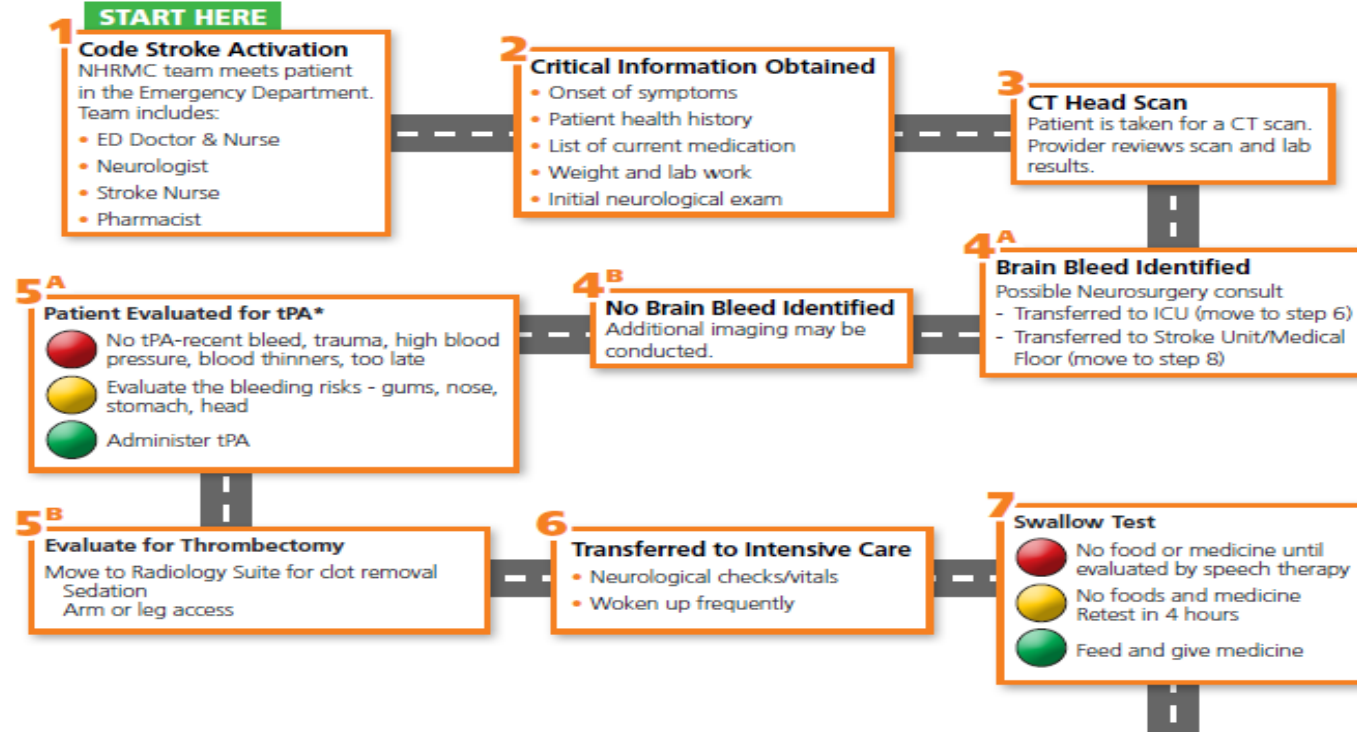 START HERE
1
Code Stroke Activation
NHRMC team meets patient
in the Emergency Department.
Team includes:
• ED Doctor & Nurse
• Neurologist
• Stroke Nurse
• Pharmacist
2
Critical Information Obtained
• Onset of symptoms
• Patient health history
• List of current medication
• Weight and lab work
• Initial neurological exam
3
CT Head Scan
Patient is taken for a CT scan.
Provider reviews scan and lab
results.
4A
Brain Bleed Identified
Possible Neurosurgery consult
- Transferred to ICU (move to step 6)
- Transferred to Stroke Unit/Medical
Floor (move to step 8)
4B
No Brain Bleed Identified
Additional imaging may be
conducted.
5A
Patient Evaluated for tPA*
No tPA-recent bleed, trauma, high blood
pressure, blood thinners, too late
Evaluate the bleeding risks - gums, nose,
stomach, head
Administer tPA
5B
Evaluate for Thrombectomy
Move to Radiology Suite for clot removal
Sedation
Arm or leg access
6
Transferred to Intensive Care
• Neurological checks/vitals
• Woken up frequently
7
Swallow Test
No food or medicine until
evaluated by speech therapy
No foods and medicine
Retest in 4 hours
Feed and give medicine